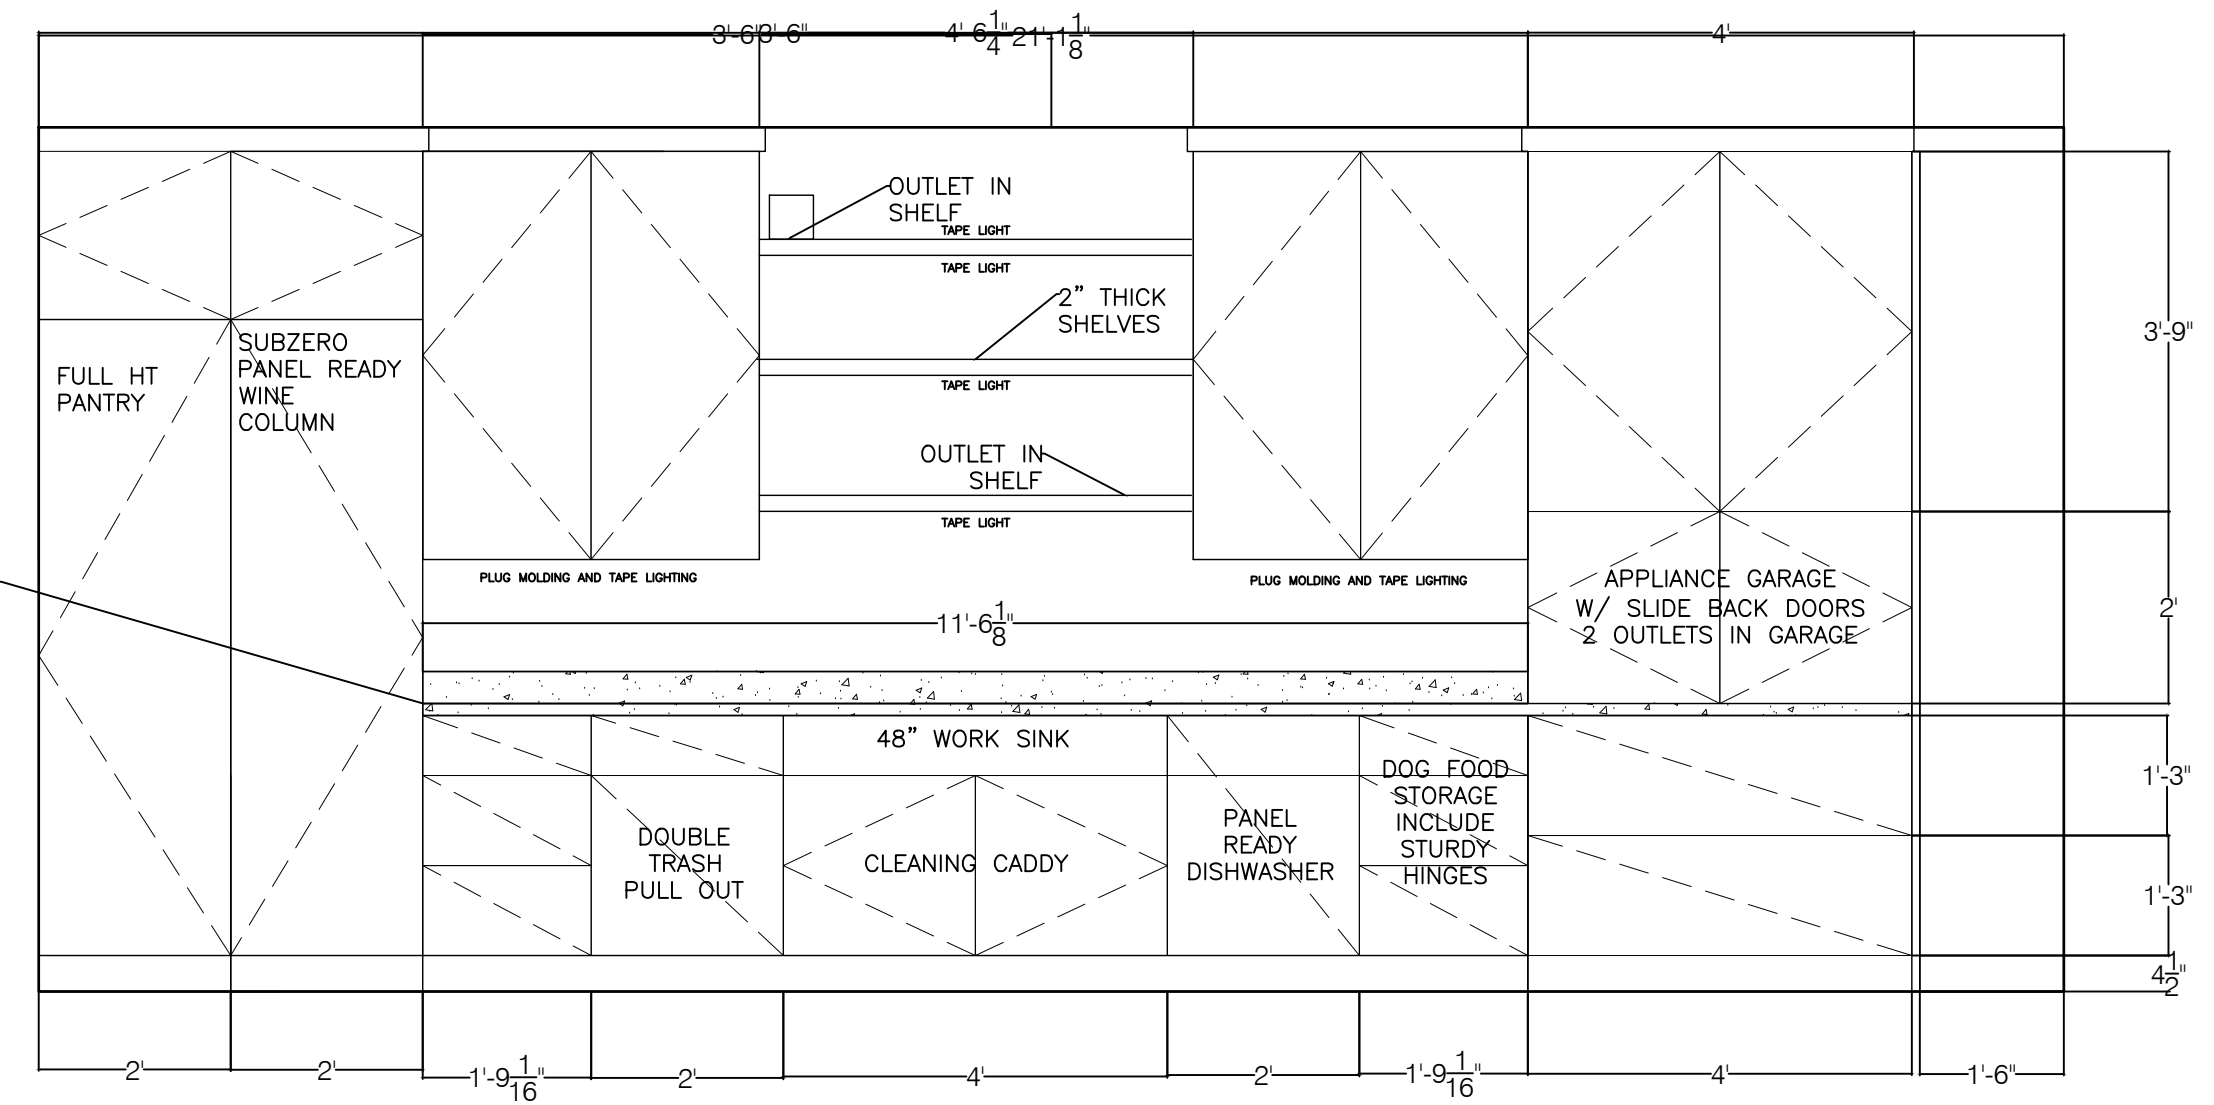 3'-6" 3'-6" 4'-6 1/4" 21'-1 1/8" 4'
OUTLET IN
SHELF
TAPE LIGHT
TAPE LIGHT
2” THICK
SHELVES
3'-9"
SUBZERO
PANEL READY
WINE
COLUMN
FULL HT
PANTRY
TAPE LIGHT
OUTLET IN
SHELF
TAPE LIGHT
PLUG MOLDING AND TAPE LIGHTING
PLUG MOLDING AND TAPE LIGHTING
APPLIANCE GARAGE
W/ SLIDE BACK DOORS
2 OUTLETS IN GARAGE
2'
11'-6 1/8"
48” WORK SINK
DOG FOOD
STORAGE
INCLUDE
STURDY
HINGES
1'-3"
PANEL
READY
DISHWASHER
DOUBLE
TRASH
PULL OUT
CLEANING CADDY
1'-3"
4 1/2"
2' 2' 1'-9 1/16" 2' 4' 2' 1'-9 1/16" 4' 1'-6"